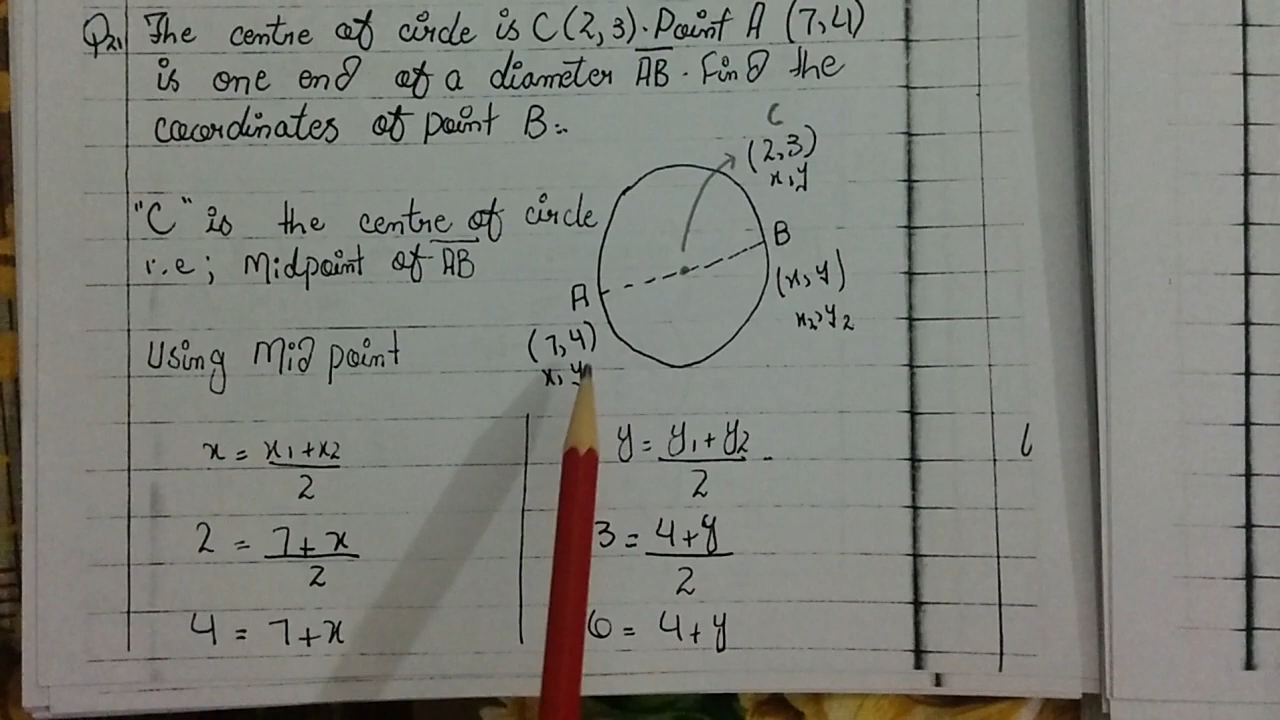 Q21 The centre of circle is C(2,3). Point A (7,4)
is one end of a diameter AB. Find the
coordinates of point B:-
C
(2,3)
x,y
"C" is the centre of circle
i.e; Midpoint of AB
B
(x,y)
x2,y2
A
(7,4)
x,y
Using Mid point
x = x1+x2 / 2
y = y1+y2 / 2
2 = 7+x / 2
3 = 4+y / 2
4 = 7+x
6 = 4+y